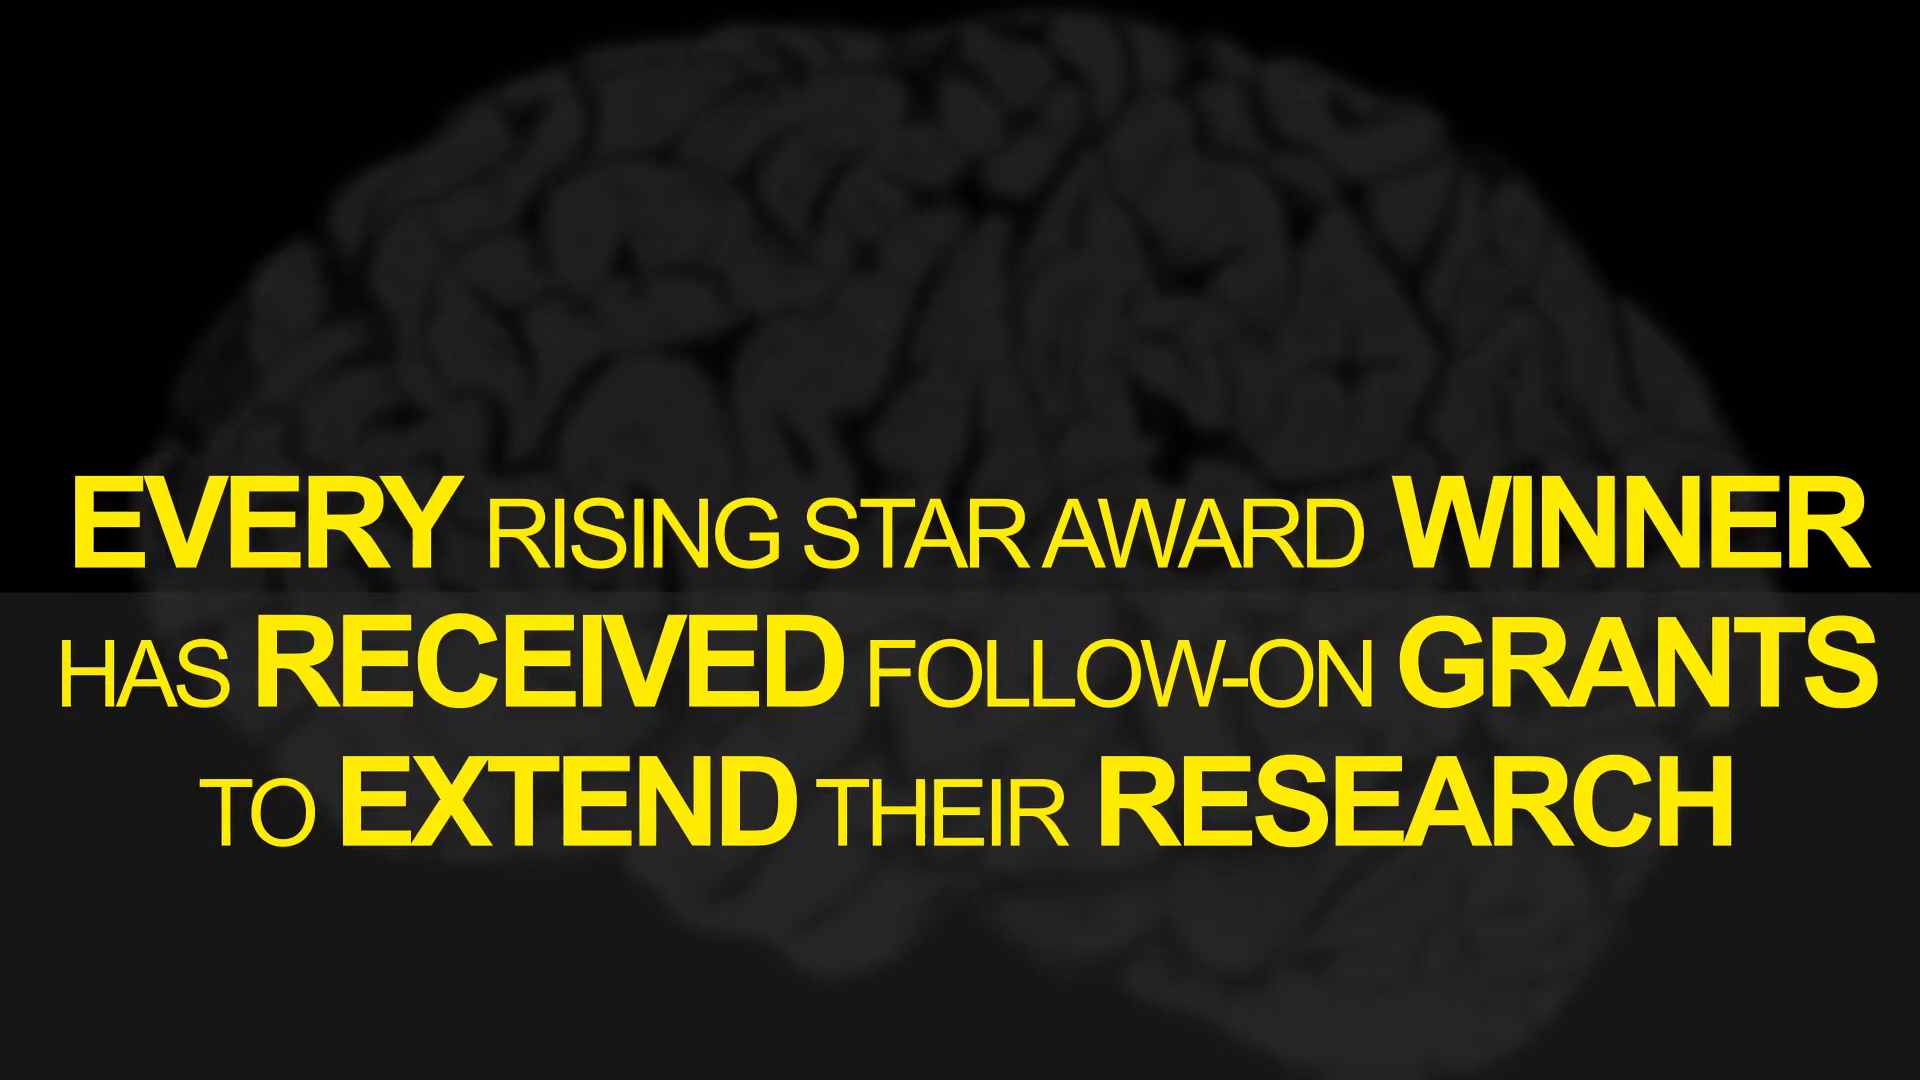 EVERY RISING STAR AWARD WINNER
HAS RECEIVED FOLLOW-ON GRANTS
TO EXTEND THEIR RESEARCH